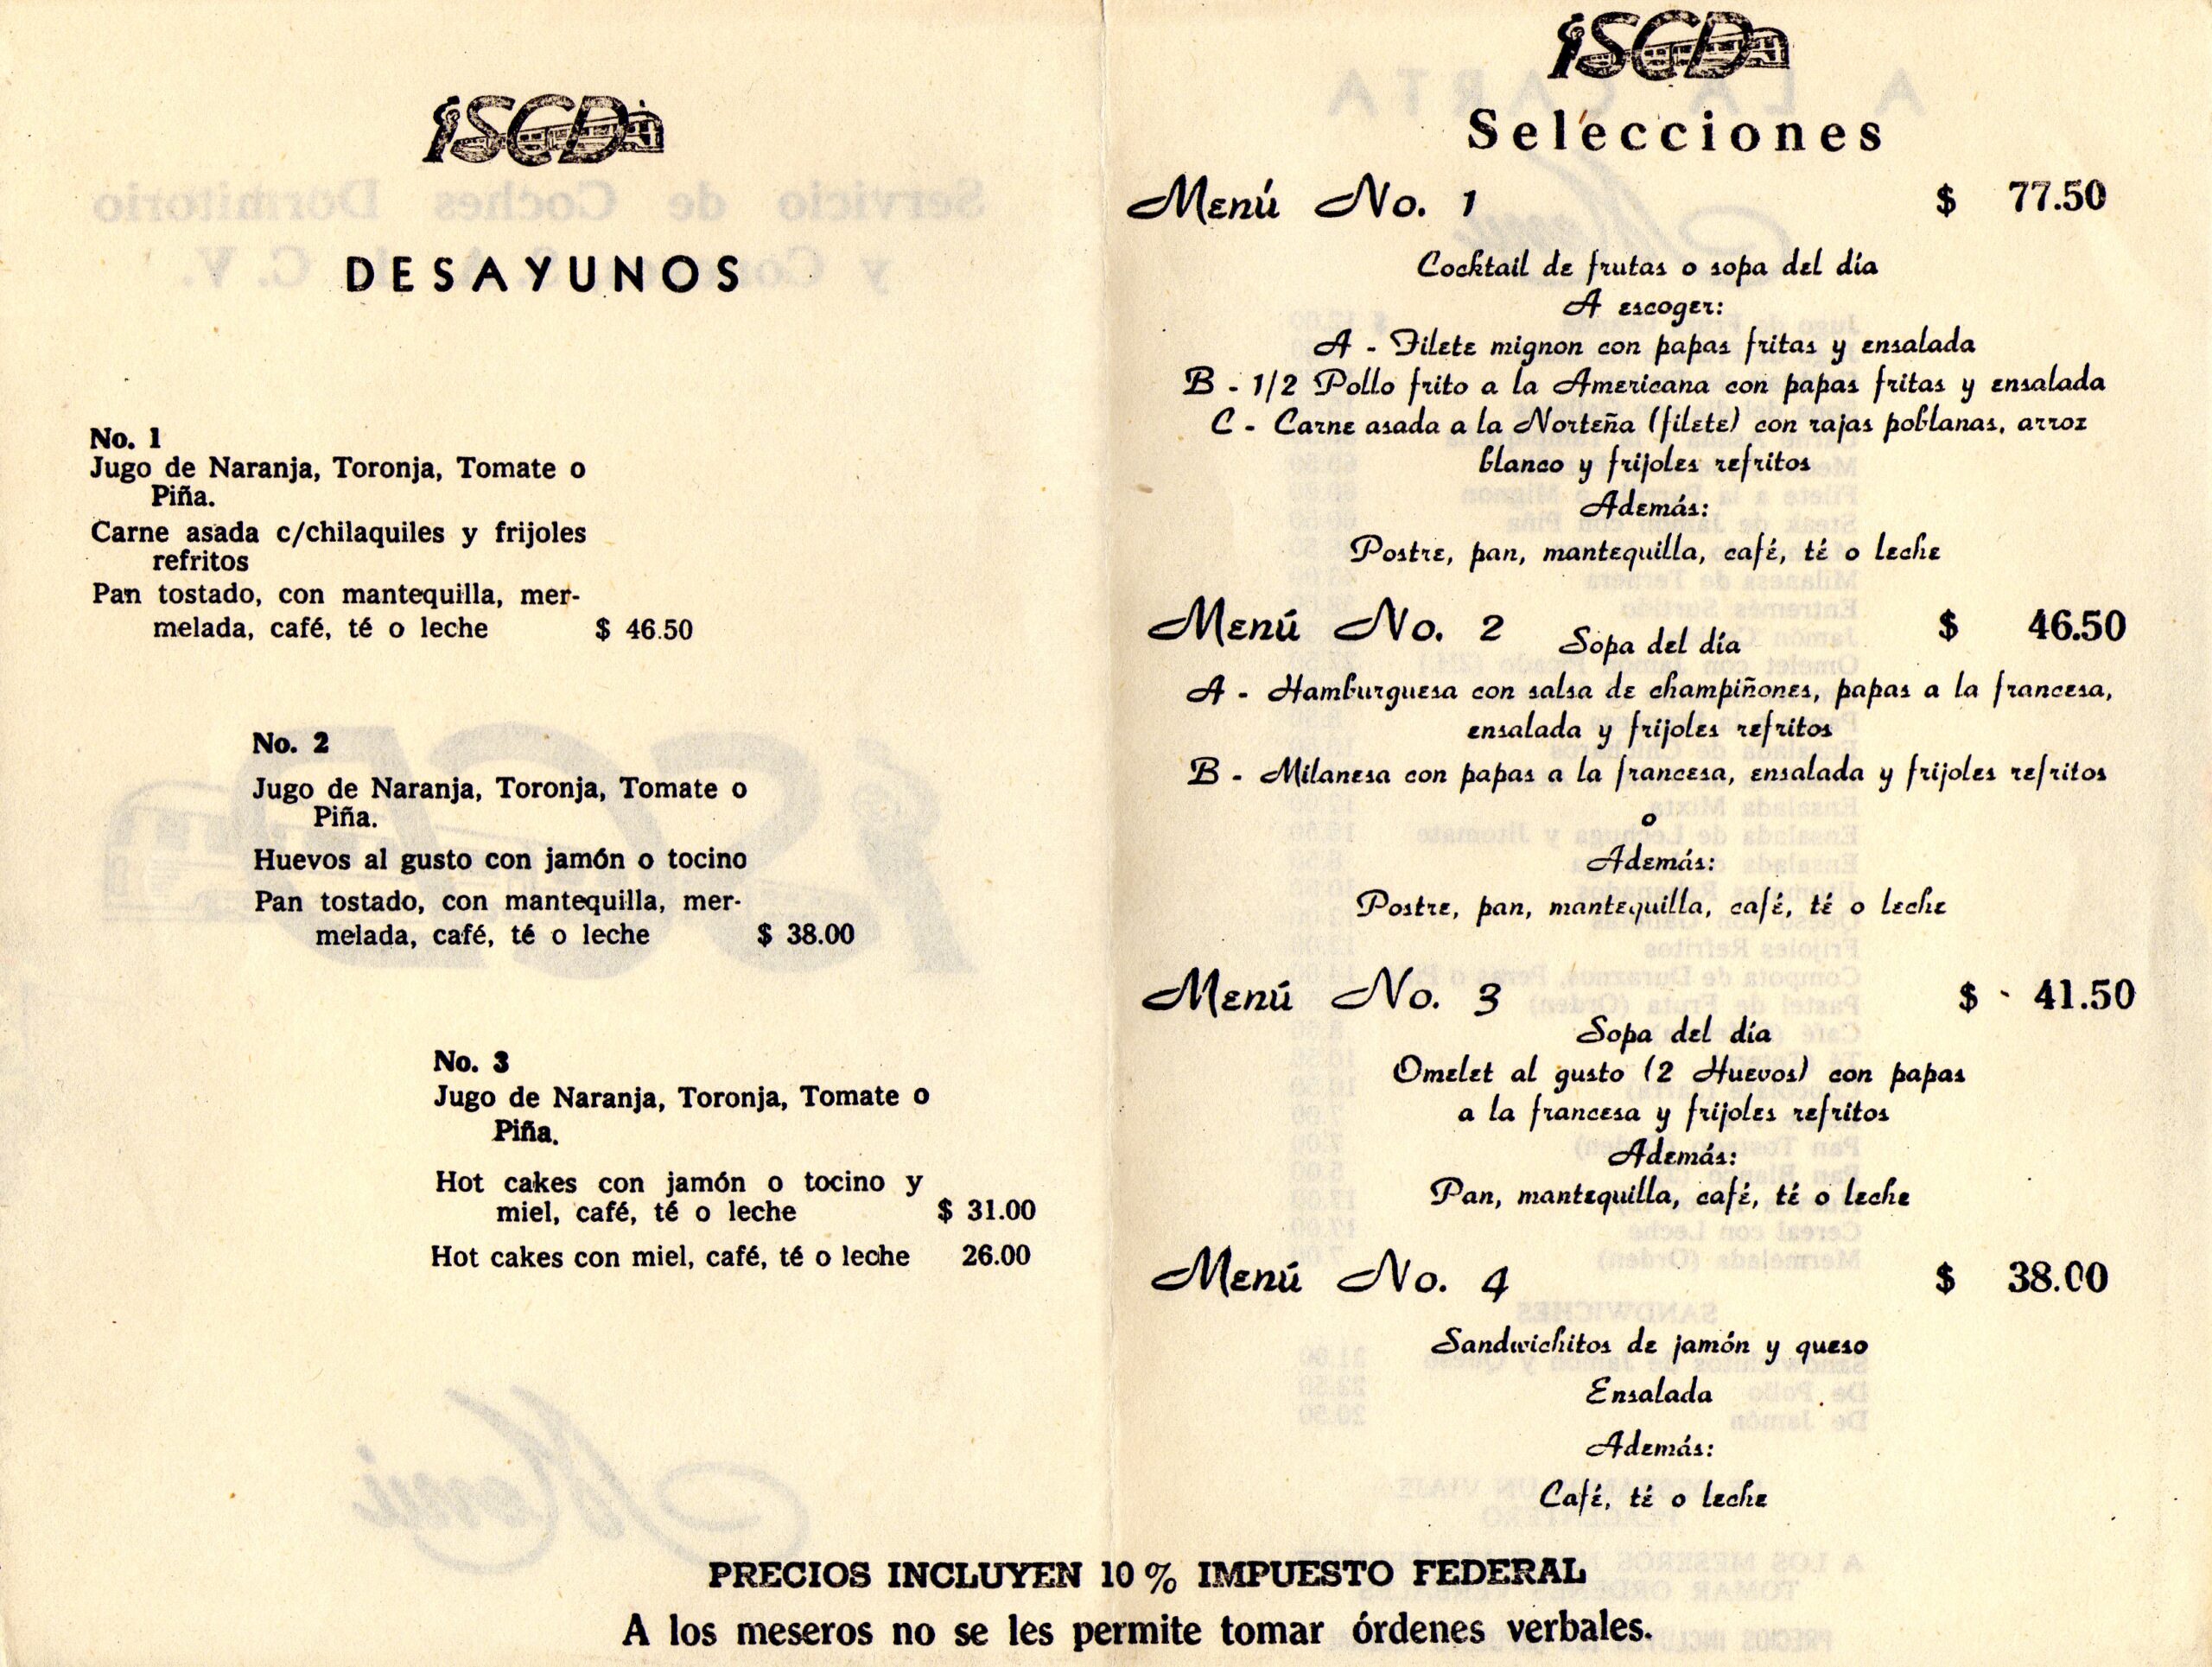 SCD
DESAYUNOS
No. 1
Jugo de Naranja, Toronja, Tomate o
Piña.
Carne asada c/chilaquiles y frijoles
refritos
Pan tostado, con mantequilla, mer-
melada, café, té o leche $ 46.50
No. 2
Jugo de Naranja, Toronja, Tomate o
Piña.
Huevos al gusto con jamón o tocino
Pan tostado, con mantequilla, mer-
melada, café, té o leche $ 38.00
No. 3
Jugo de Naranja, Toronja, Tomate o
Piña.
Hot cakes con jamón o tocino y
miel, café, té o leche $ 31.00
Hot cakes con miel, café, té o leche 26.00
SCD
Selecciones
Menú No. 1 $ 77.50
Cocktail de frutas o sopa del día
A escoger:
A - Filete mignon con papas fritas y ensalada
B - 1/2 Pollo frito a la Americana con papas fritas y ensalada
C - Carne asada a la Norteña (filete) con rajas poblanas, arroz
blanco y frijoles refritos
Además:
Postre, pan, mantequilla, café, té o leche
Menú No. 2 $ 46.50
Sopa del día
A - Hamburguesa con salsa de champiñones, papas a la francesa,
ensalada y frijoles refritos
B - Milanesa con papas a la francesa, ensalada y frijoles refritos
o
Además:
Postre, pan, mantequilla, café, té o leche
Menú No. 3 $ 41.50
Sopa del día
Omelet al gusto (2 Huevos) con papas
a la francesa y frijoles refritos
Además:
Pan, mantequilla, café, té o leche
Menú No. 4 $ 38.00
Sandwichitos de jamón y queso
Ensalada
Además:
Café, té o leche
PRECIOS INCLUYEN 10 % IMPUESTO FEDERAL
A los meseros no se les permite tomar órdenes verbales.